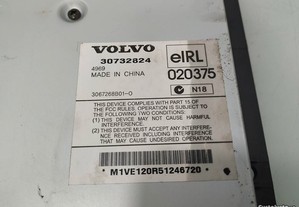 VOLVO
30732824
4969
MADE IN CHINA
eIRL
020375
N18
3067268B01-0
THIS DEVICE COMPLIES WITH PART 15 OF
THE FCC RULES. OPERATION IS SUBJECT TO
THE FOLLOWING TWO CONDITIONS:
(1) THIS DEVICE MAY NOT CAUSE HARMFUL
INTERFERENCE.
(2) THIS DEVICE MUST ACCEPT ANY INTERFER-
ENCE RECEIVED INCLUDING INTERFERENCE
THAT MAY CAUSE UNDESIRED OPERATION.
M1VE120R51246720